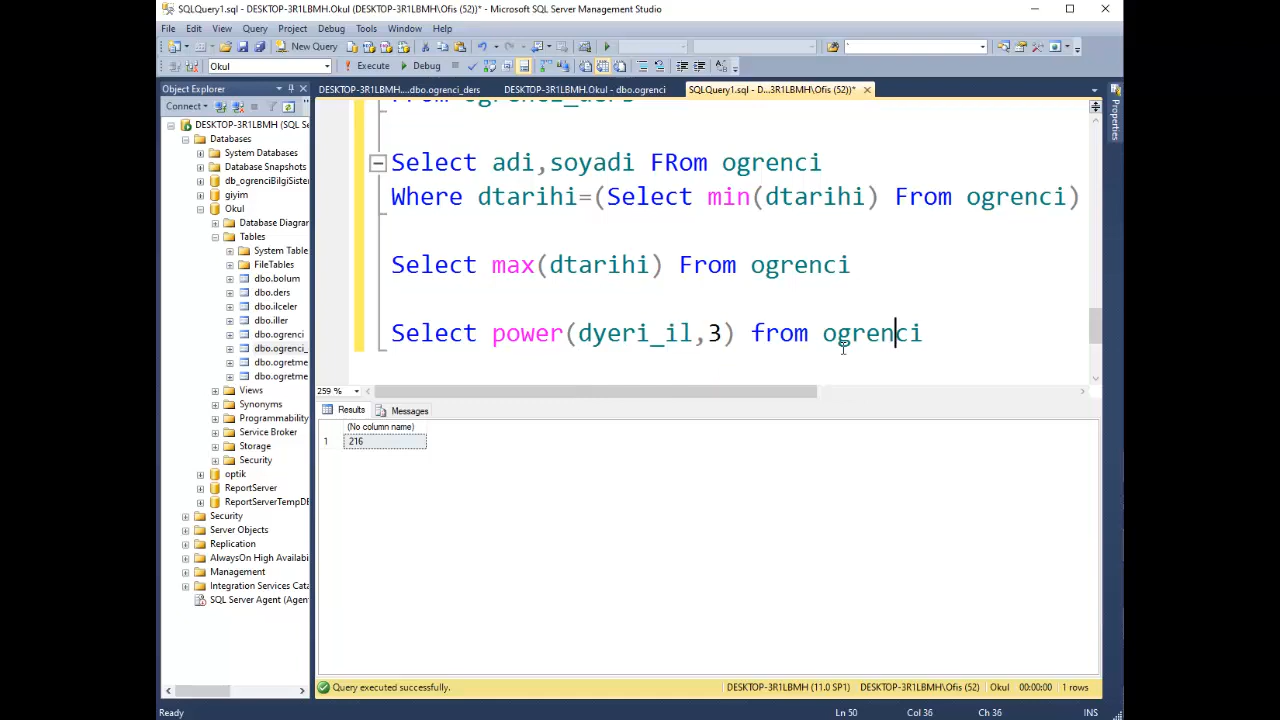 SQLQuery1.sql - DESKTOP-3R1LBMH.Okul (DESKTOP-3R1LBMH\Ofis (52))* - Microsoft SQL Server Management Studio
File Edit View Query Project Debug Tools Window Help
New Query
Okul Execute Debug
Object Explorer
DESKTOP-3R1LBMH....dbo.ogrenci_ders DESKTOP-3R1LBMH.Okul - dbo.ogrenci SQLQuery1.sql - D...3R1LBMH\Ofis (52))*
Connect
DESKTOP-3R1LBMH (SQL S
Databases
System Databases
Database Snapshots
db_ogrenciBilgiSister
giyim
Okul
Database Diagran
Tables
System Table
FileTables
dbo.bolum
dbo.ders
dbo.ilceler
dbo.iller
dbo.ogrenci
dbo.ogrenci_
dbo.ogretme
dbo.ogretme
Views
Synonyms
Programmability
Service Broker
Storage
Security
optik
ReportServer
ReportServerTempDE
Security
Server Objects
Replication
AlwaysOn High Availabi
Management
Integration Services Cata
SQL Server Agent (Agen
From ogrenci_ders
Select adi,soyadi FRom ogrenci
Where dtarihi=(Select min(dtarihi) From ogrenci)
Select max(dtarihi) From ogrenci
Select power(dyeri_il,3) from ogrenci
259 %
Results Messages
(No column name)
1 216
Query executed successfully. DESKTOP-3R1LBMH (11.0 SP1) DESKTOP-3R1LBMH\Ofis (52) Okul 00:00:00 1 rows
Properties
Ready Ln 50 Col 36 Ch 36 INS